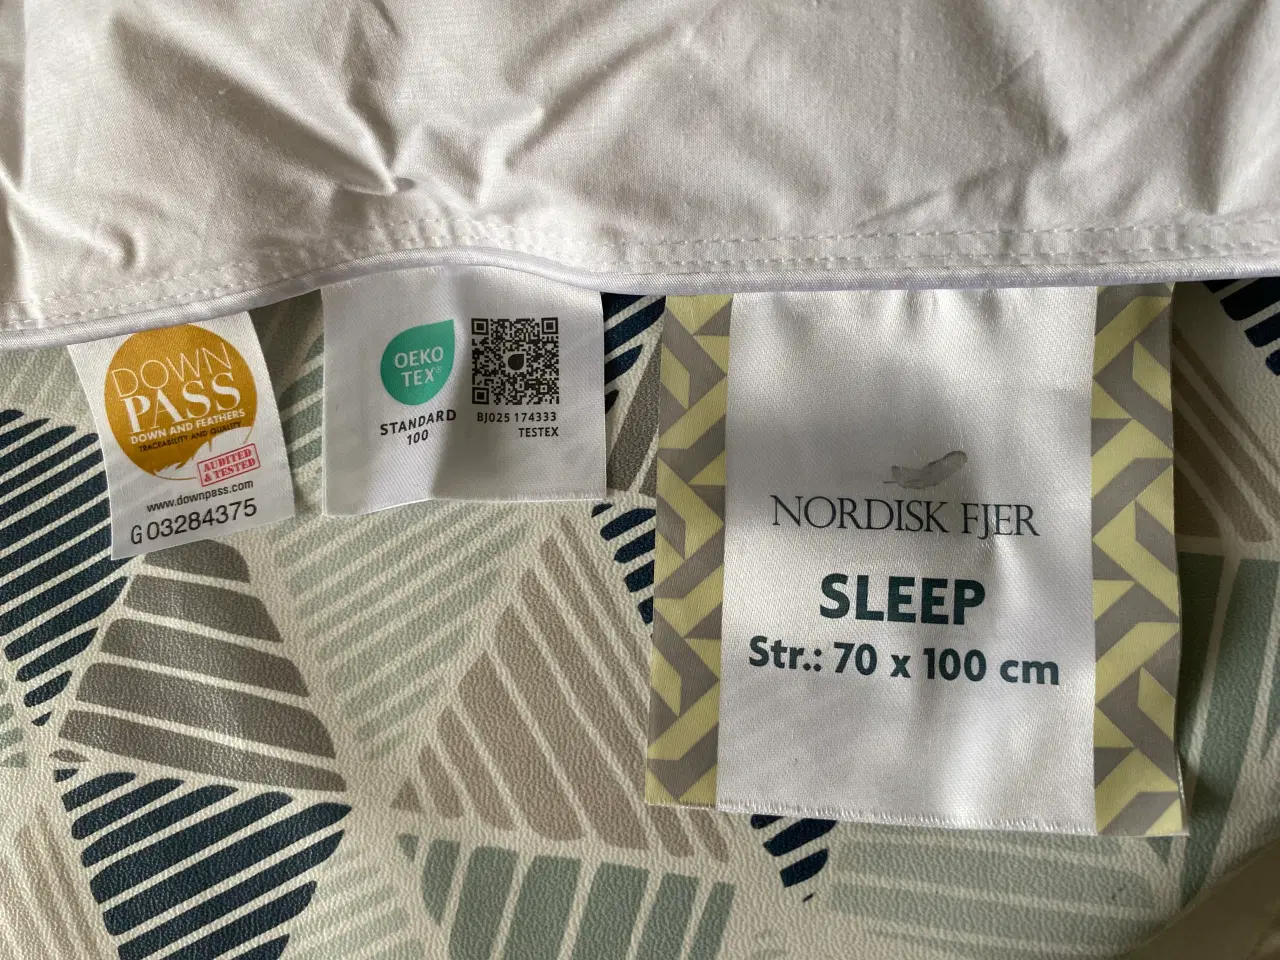 DOWN
PASS
DOWN AND FEATHERS
TRACEABILITY AND QUALITY
AUDITED
& TESTED
www.downpass.com
G 03284375
OEKO
TEX®
STANDARD
100
BJ025 174333
TESTEX
NORDISK FJER
SLEEP
Str.: 70 x 100 cm